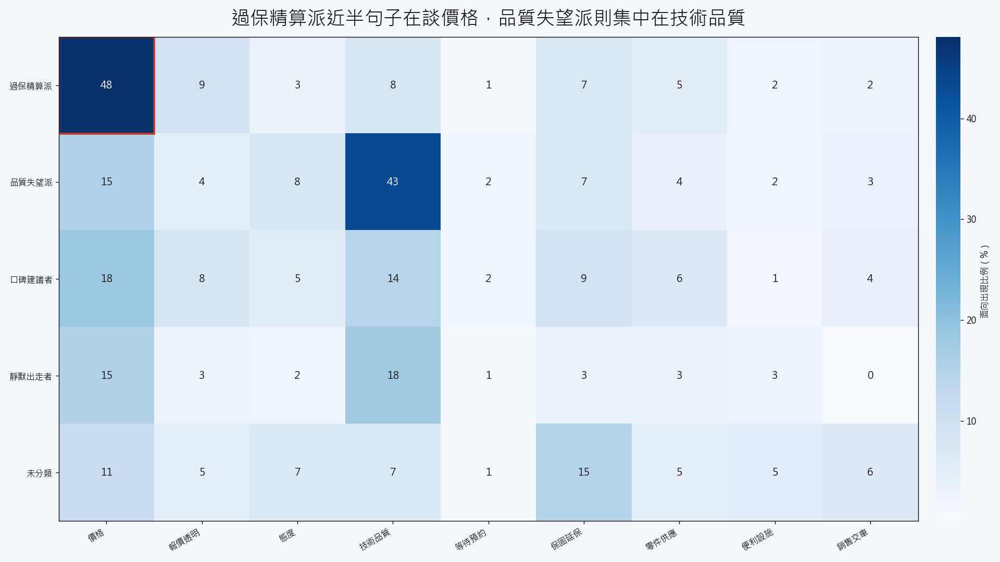 過保精算派近半句子在談價格，品質失望派則集中在技術品質
過保精算派 48 9 3 8 1 7 5 2 2
品質失望派 15 4 8 43 2 7 4 2 3
口碑建議者 18 8 5 14 2 9 6 1 4
靜默出走者 15 3 2 18 1 3 3 3 0
未分類 11 5 7 7 1 15 5 5 6
價格 報價透明 態度 技術品質 等待預約 保固延保 零件供應 便利設施 銷售交車
40
30
20
10
面向出現比例（%）